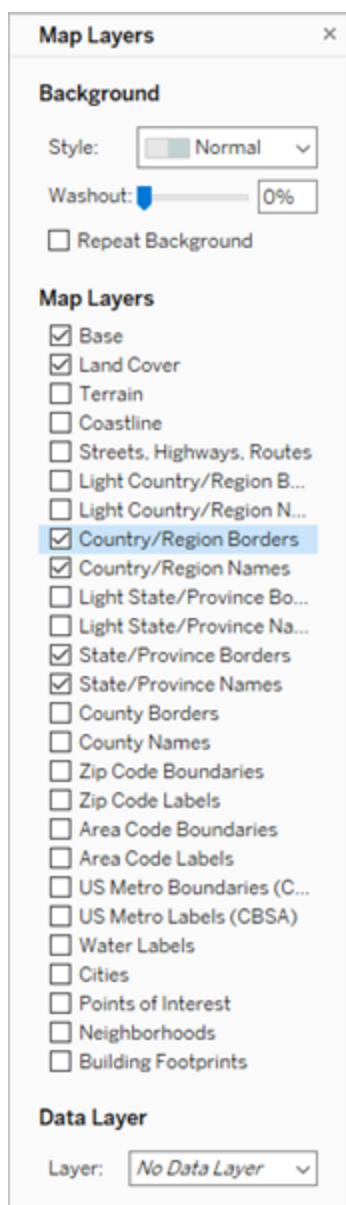 Map Layers ×
Background
Style: Normal
Washout: 0%
Repeat Background
Map Layers
Base
Land Cover
Terrain
Coastline
Streets, Highways, Routes
Light Country/Region B...
Light Country/Region N...
Country/Region Borders
Country/Region Names
Light State/Province Bo...
Light State/Province Na...
State/Province Borders
State/Province Names
County Borders
County Names
Zip Code Boundaries
Zip Code Labels
Area Code Boundaries
Area Code Labels
US Metro Boundaries (C...
US Metro Labels (CBSA)
Water Labels
Cities
Points of Interest
Neighborhoods
Building Footprints
Data Layer
Layer: No Data Layer